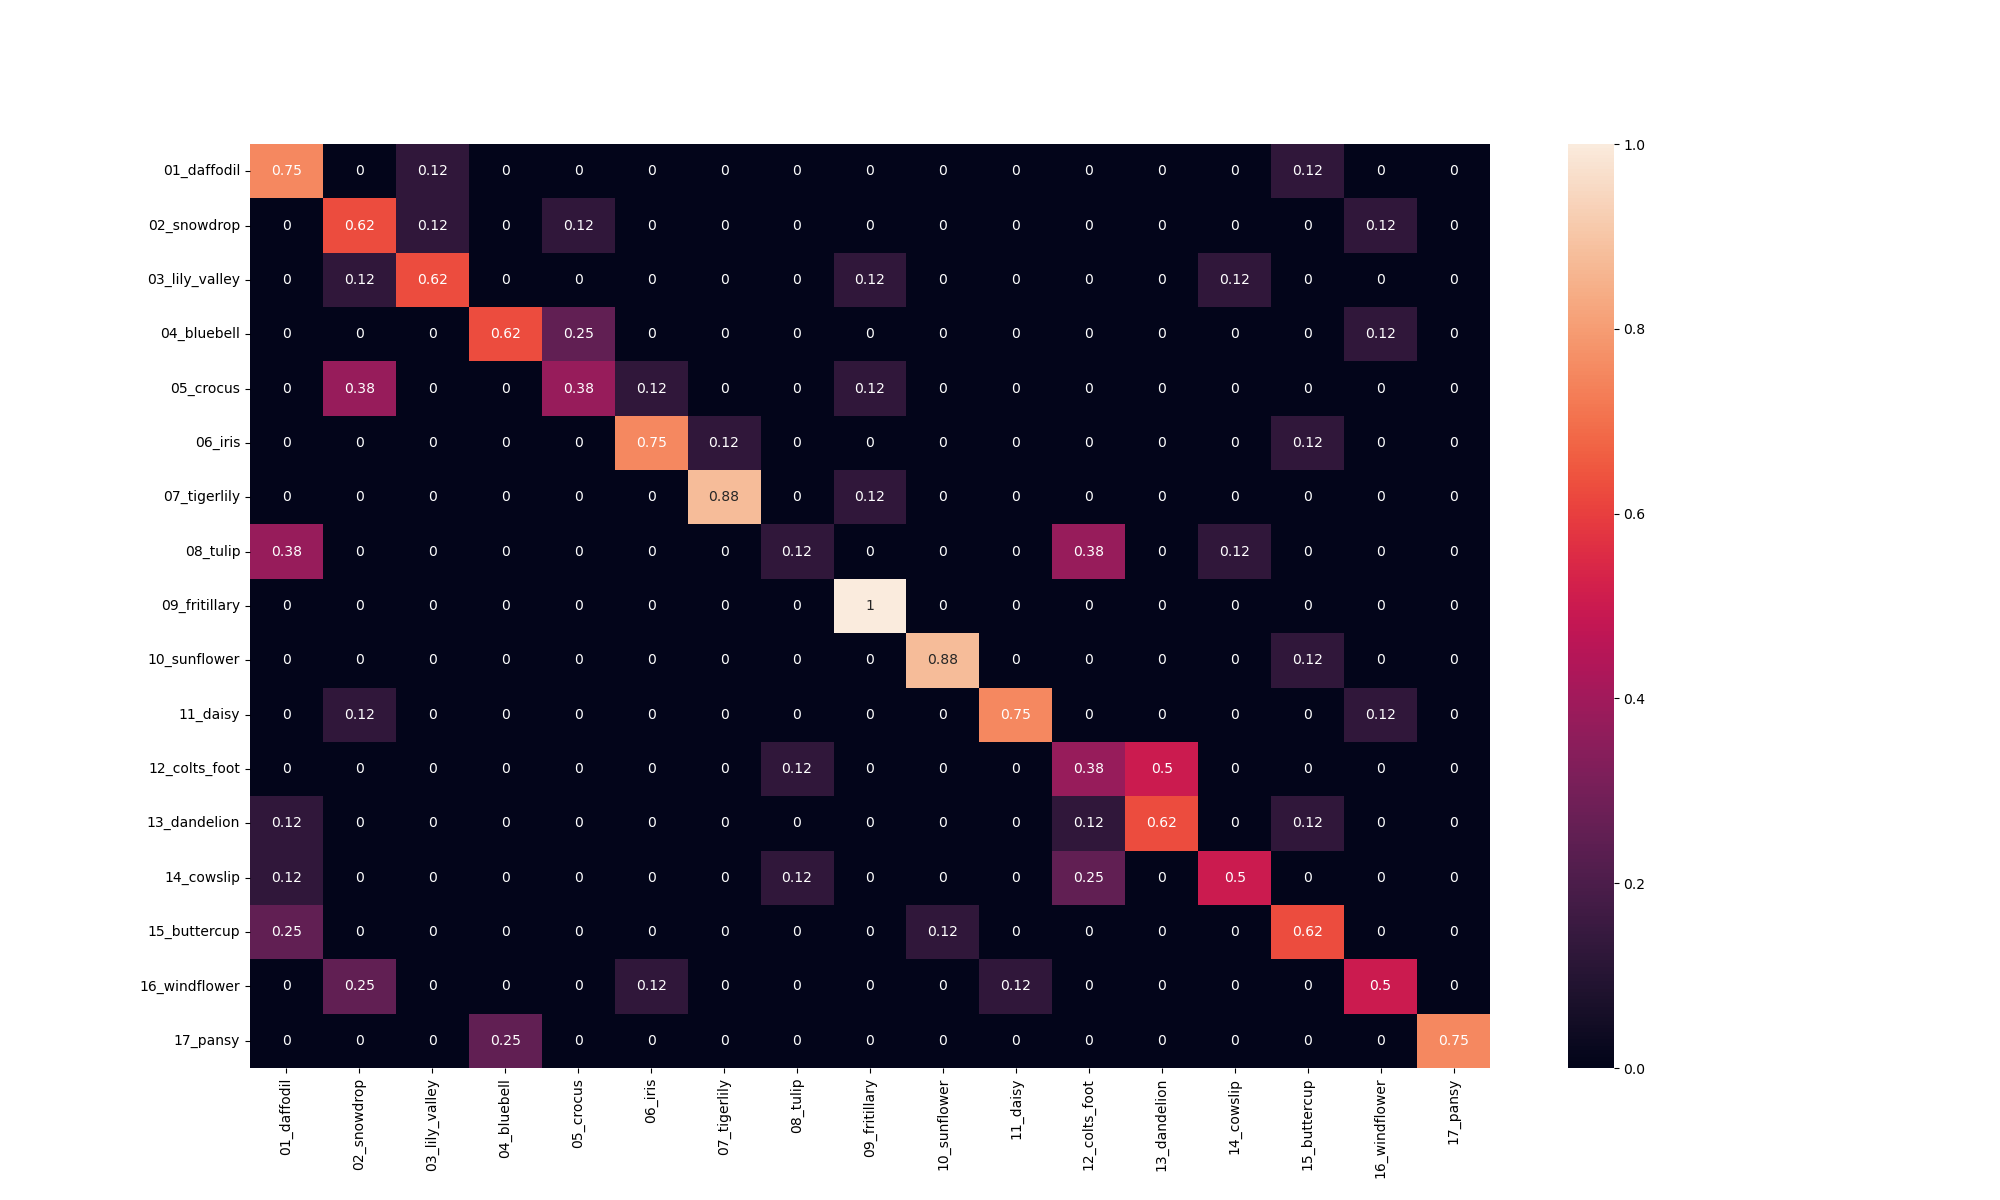 01_daffodil 0.75 0 0.12 0 0 0 0 0 0 0 0 0 0 0 0.12 0 0
02_snowdrop 0 0.62 0.12 0 0.12 0 0 0 0 0 0 0 0 0 0 0.12 0
03_lily_valley 0 0.12 0.62 0 0 0 0 0 0.12 0 0 0 0 0.12 0 0 0
04_bluebell 0 0 0 0.62 0.25 0 0 0 0 0 0 0 0 0 0 0.12 0
05_crocus 0 0.38 0 0 0.38 0.12 0 0 0.12 0 0 0 0 0 0 0 0
06_iris 0 0 0 0 0 0.75 0.12 0 0 0 0 0 0 0 0.12 0 0
07_tigerlily 0 0 0 0 0 0 0.88 0 0.12 0 0 0 0 0 0 0 0
08_tulip 0.38 0 0 0 0 0 0 0.12 0 0 0 0.38 0 0.12 0 0 0
09_fritillary 0 0 0 0 0 0 0 0 1 0 0 0 0 0 0 0 0
10_sunflower 0 0 0 0 0 0 0 0 0 0.88 0 0 0 0 0.12 0 0
11_daisy 0 0.12 0 0 0 0 0 0 0 0 0.75 0 0 0 0 0.12 0
12_colts_foot 0 0 0 0 0 0 0 0.12 0 0 0 0.38 0.5 0 0 0 0
13_dandelion 0.12 0 0 0 0 0 0 0 0 0 0 0.12 0.62 0 0.12 0 0
14_cowslip 0.12 0 0 0 0 0 0 0.12 0 0 0 0.25 0 0.5 0 0 0
15_buttercup 0.25 0 0 0 0 0 0 0 0 0.12 0 0 0 0 0.62 0 0
16_windflower 0 0.25 0 0 0 0.12 0 0 0 0 0.12 0 0 0 0 0.5 0
17_pansy 0 0 0 0.25 0 0 0 0 0 0 0 0 0 0 0 0 0.75
01_daffodil
02_snowdrop
03_lily_valley
04_bluebell
05_crocus
06_iris
07_tigerlily
08_tulip
09_fritillary
10_sunflower
11_daisy
12_colts_foot
13_dandelion
14_cowslip
15_buttercup
16_windflower
17_pansy
1.0
0.8
0.6
0.4
0.2
0.0